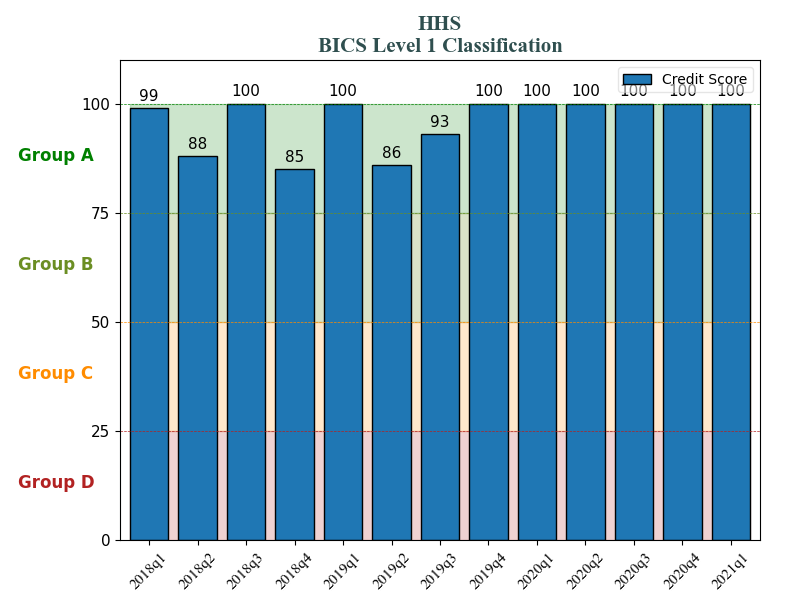 HHS
BICS Level 1 Classification
Credit Score
99 88 100 85 100 86 93 100 100 100 100 100 100
100
Group A
75
Group B
50
Group C
25
Group D
0
2018q1 2018q2 2018q3 2018q4 2019q1 2019q2 2019q3 2019q4 2020q1 2020q2 2020q3 2020q4 2021q1